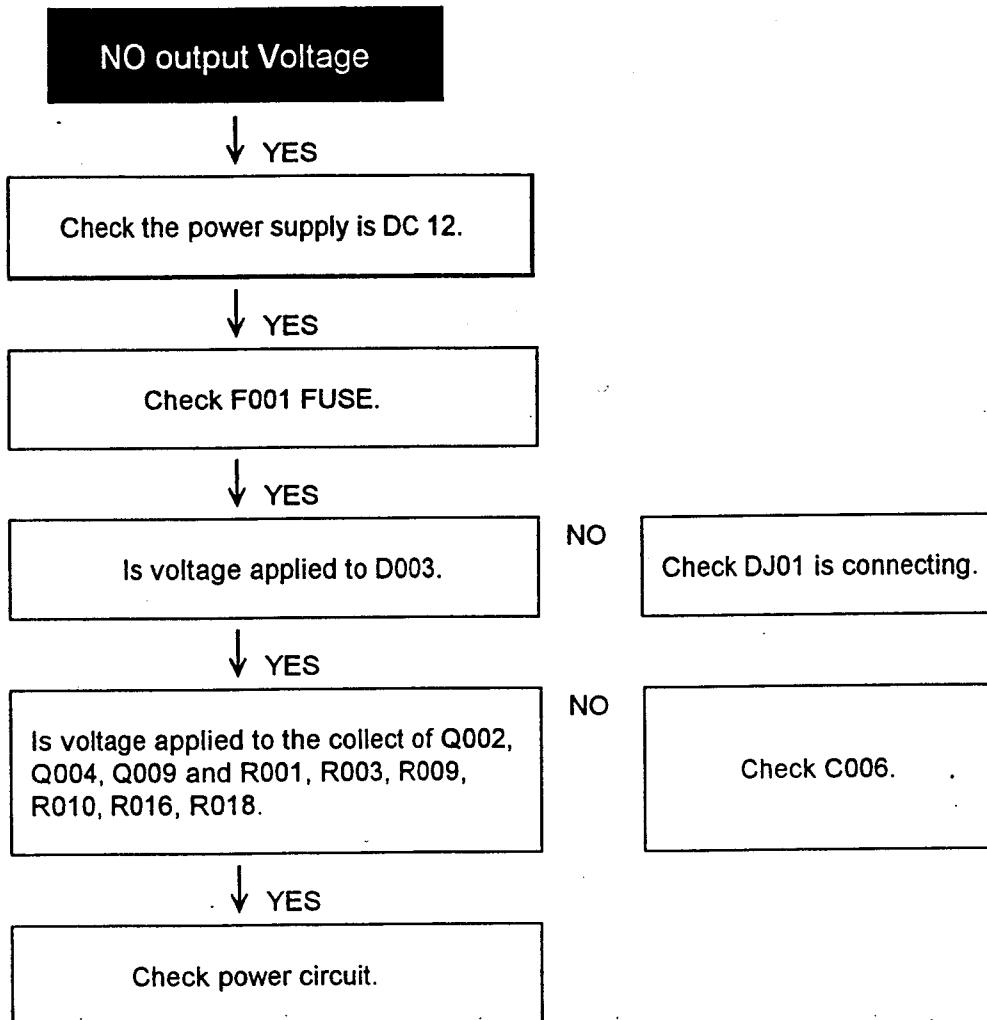 NO output Voltage
YES
Check the power supply is DC 12.
YES
Check F001 FUSE.
YES
Is voltage applied to D003.
NO
Check DJ01 is connecting.
YES
Is voltage applied to the collect of Q002,
Q004, Q009 and R001, R003, R009,
R010, R016, R018.
NO
Check C006.
YES
Check power circuit.